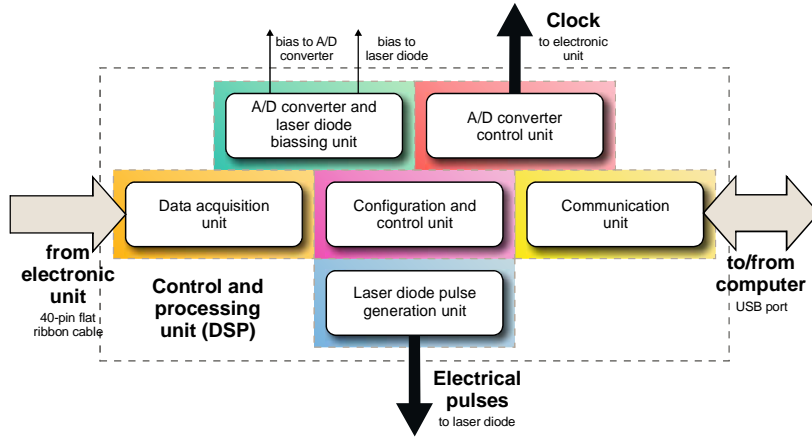 bias to A/D
converter
bias to
laser diode
Clock
to electronic
unit
A/D converter and
laser diode
biassing unit
A/D converter
control unit
Data acquisition
unit
Configuration and
control unit
Communication
unit
from
electronic
unit
40-pin flat
ribbon cable
Control and
processing
unit (DSP)
Laser diode pulse
generation unit
to/from
computer
USB port
Electrical
pulses
to laser diode